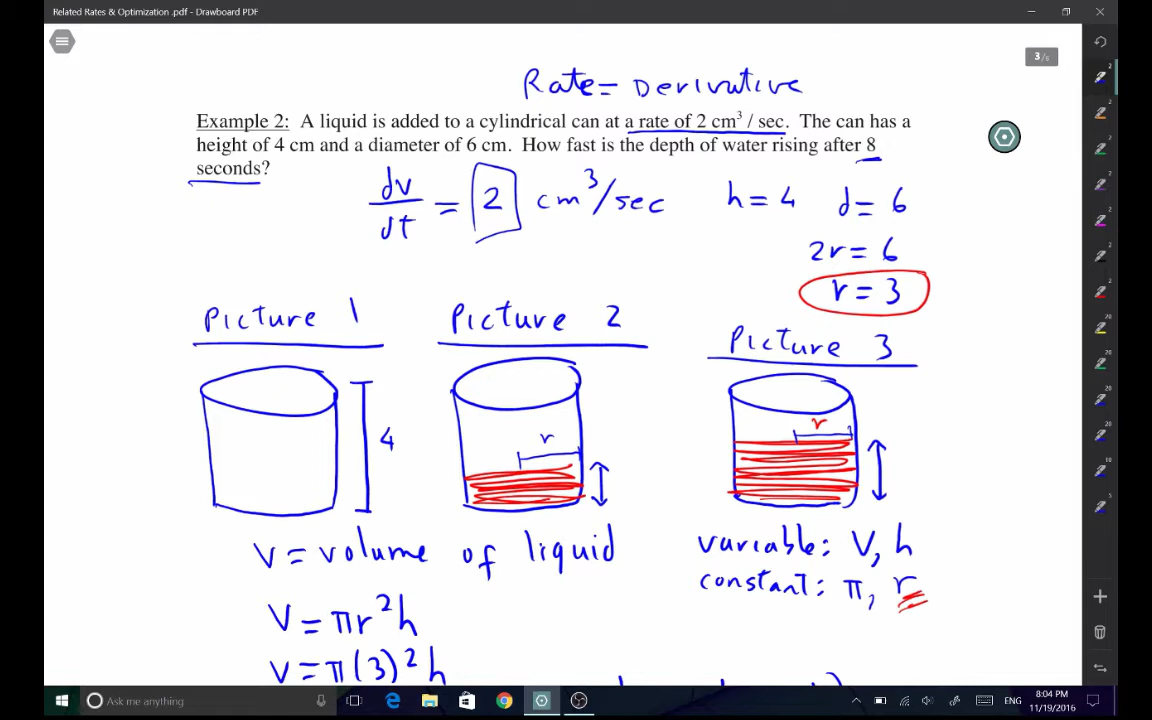 Related Rates & Optimization .pdf - Drawboard PDF
3/6
Rate = Derivative
Example 2: A liquid is added to a cylindrical can at a rate of 2 cm³ / sec. The can has a
height of 4 cm and a diameter of 6 cm. How fast is the depth of water rising after 8
seconds?
dv/dt = 2 cm³/sec
h = 4 d = 6
2r = 6
r = 3
Picture 1 Picture 2 Picture 3
4 r r
V = volume of liquid
variable: V, h
constant: π, r
V = πr²h
V = π(3)²h
Ask me anything
ENG
8:04 PM
11/19/2016